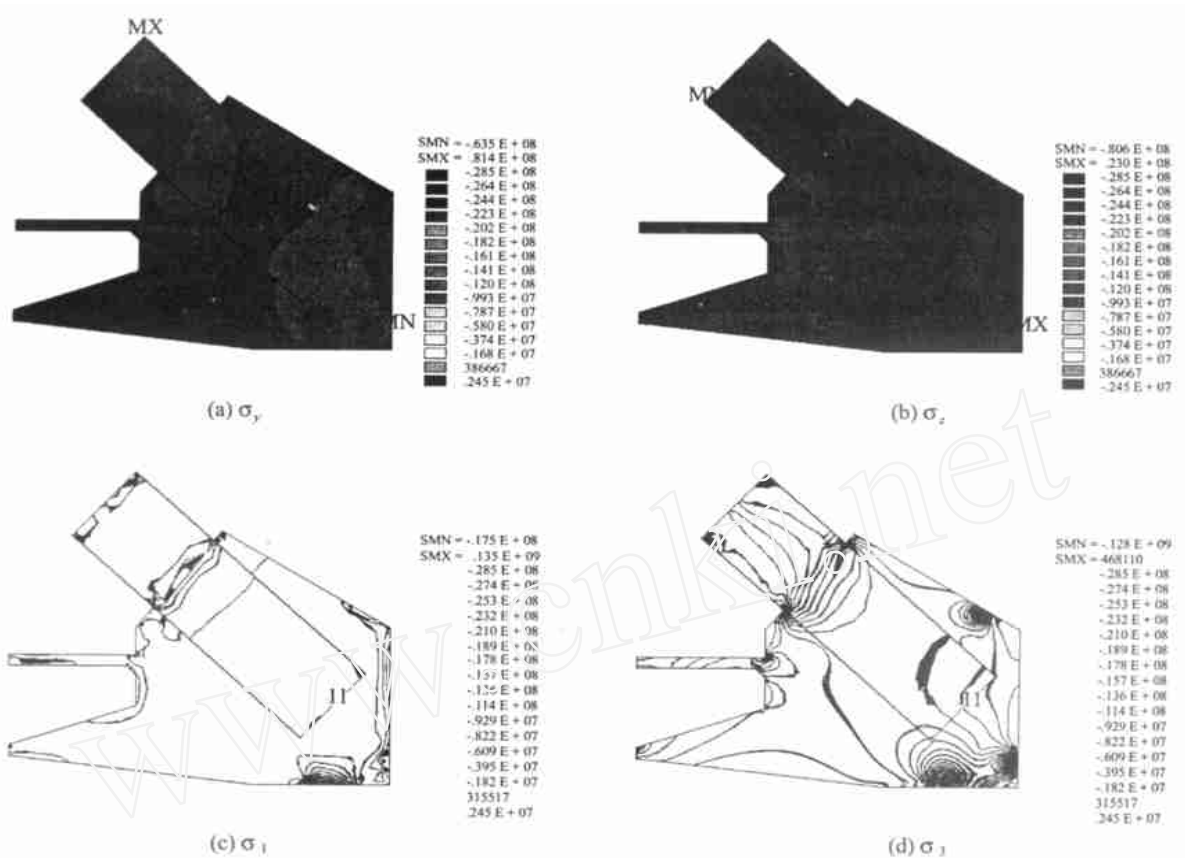 MX
SMN = -.635 E + 08
SMX = .814 E + 08
-.285 E + 08
-.264 E + 08
-.244 E + 08
-.223 E + 08
-.202 E + 08
-.182 E + 08
-.161 E + 08
-.141 E + 08
-.120 E + 08
-.993 E + 07
-.787 E + 07
-.580 E + 07
-.374 E + 07
-.168 E + 07
386667
.245 E + 07
(a) σy
SMN = -.806 E + 08
SMX = .230 E + 08
-.285 E + 08
-.264 E + 08
-.244 E + 08
-.223 E + 08
-.202 E + 08
-.182 E + 08
-.161 E + 08
-.141 E + 08
-.120 E + 08
-.993 E + 07
-.787 E + 07
-.580 E + 07
-.374 E + 07
-.168 E + 07
386667
-.245 E + 07
MX
(b) σz
SMN = -.175 E + 08
SMX = .135 E + 09
-.285 E + 08
-.274 E + 08
-.253 E + 08
-.232 E + 08
-.210 E + 08
-.189 E + 08
-.178 E + 08
-.157 E + 08
-.136 E + 08
-.114 E + 08
-.929 E + 07
-.822 E + 07
-.609 E + 07
-.395 E + 07
-.182 E + 07
315517
.245 E + 07
(c) σ1
SMN = -.128 E + 09
SMX = 468110
-.285 E + 08
-.274 E + 08
-.253 E + 08
-.232 E + 08
-.210 E + 08
-.189 E + 08
-.178 E + 08
-.157 E + 08
-.136 E + 08
-.114 E + 08
-.929 E + 07
-.822 E + 07
-.609 E + 07
-.395 E + 07
-.182 E + 07
315517
.245 E + 07
(d) σ3
www.cnki.net